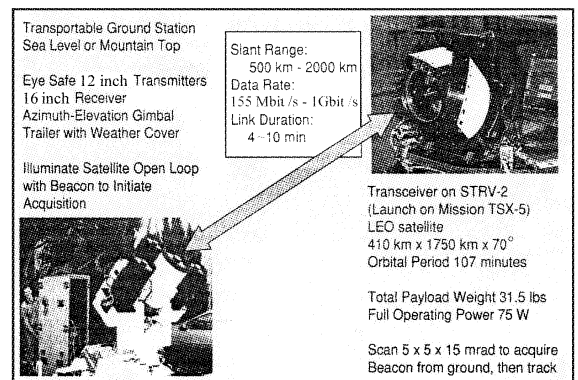 Transportable Ground Station
Sea Level or Mountain Top
Eye Safe 12 inch Transmitters
16 inch Receiver
Azimuth-Elevation Gimbal
Trailer with Weather Cover
Illuminate Satellite Open Loop
with Beacon to Initiate
Acquisition
Slant Range:
500 km - 2000 km
Data Rate:
155 Mbit /s - 1Gbit /s
Link Duration:
4~10 min
Transceiver on STRV-2
(Launch on Mission TSX-5)
LEO satellite
410 km x 1750 km x 70°
Orbital Period 107 minutes
Total Payload Weight 31.5 lbs
Full Operating Power 75 W
Scan 5 x 5 x 15 mrad to acquire
Beacon from ground, then track